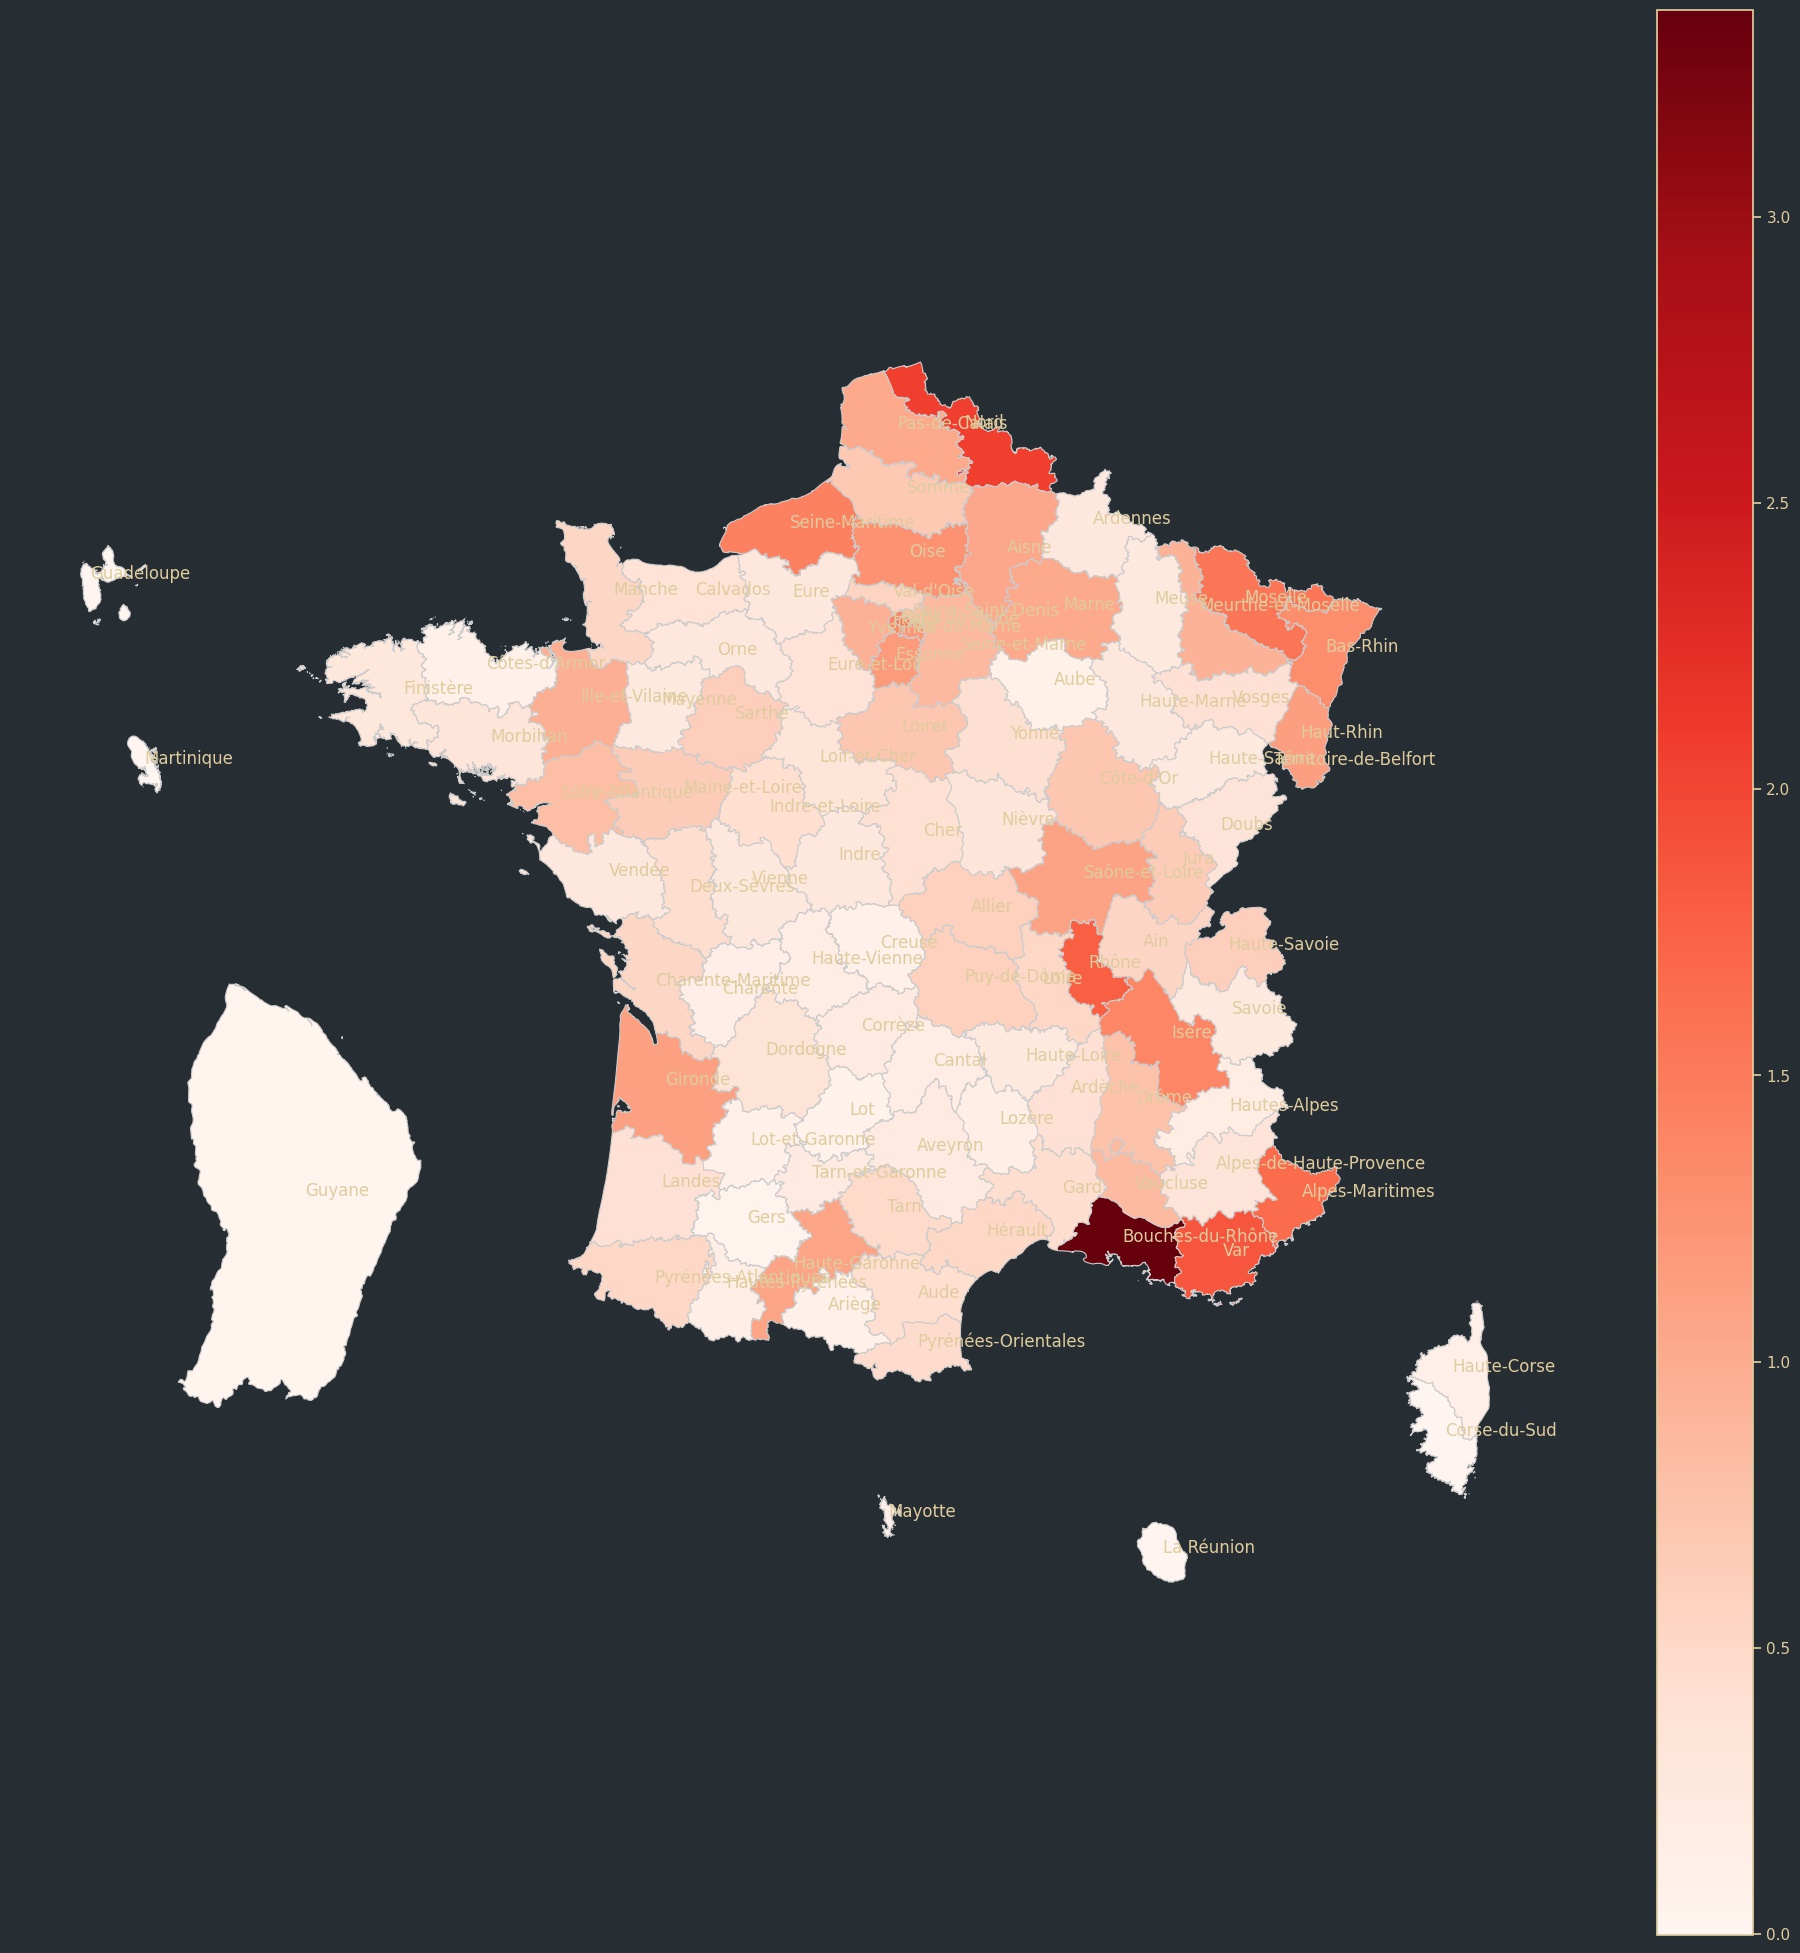 3.0
Pas-de-Calais
Nord
Somme
2.5
Seine-Maritime
Ardennes
Oise
Aisne
Guadeloupe
Manche
Calvados
Eure
Val-d'Oise
Meuse
Moselle
Marne
Meurthe-et-Moselle
Seine-et-Marne
Orne
Bas-Rhin
Essonne
Côtes-d'Armor
Eure-et-Loir
Aube
Finistère
Ille-et-Vilaine
Mayenne
Haute-Marne
Vosges
Sarthe
Loiret
Yonne
Haut-Rhin
Morbihan
Martinique
Loir-et-Cher
Haute-Saône
Territoire-de-Belfort
Côte-d'Or
Maine-et-Loire
2.0
Loire-Atlantique
Indre-et-Loire
Nièvre
Doubs
Cher
Indre
Jura
Vendée
Saône-et-Loire
Vienne
Deux-Sèvres
Allier
Creuse
Ain
Haute-Savoie
Haute-Vienne
Rhône
Puy-de-Dôme
Loire
Charente-Maritime
Charente
Savoie
Corrèze
Isère
Dordogne
Haute-Loire
Cantal
1.5
Gironde
Ardèche
Drôme
Hautes-Alpes
Lot
Lozère
Lot-et-Garonne
Aveyron
Alpes-de-Haute-Provence
Tarn-et-Garonne
Landes
Vaucluse
Gard
Guyane
Alpes-Maritimes
Tarn
Gers
Hérault
Bouches-du-Rhône
Var
Haute-Garonne
Pyrénées-Atlantiques
Hautes-Pyrénées
Aude
Ariège
Pyrénées-Orientales
1.0
Haute-Corse
Corse-du-Sud
Mayotte
La Réunion
0.5
0.0